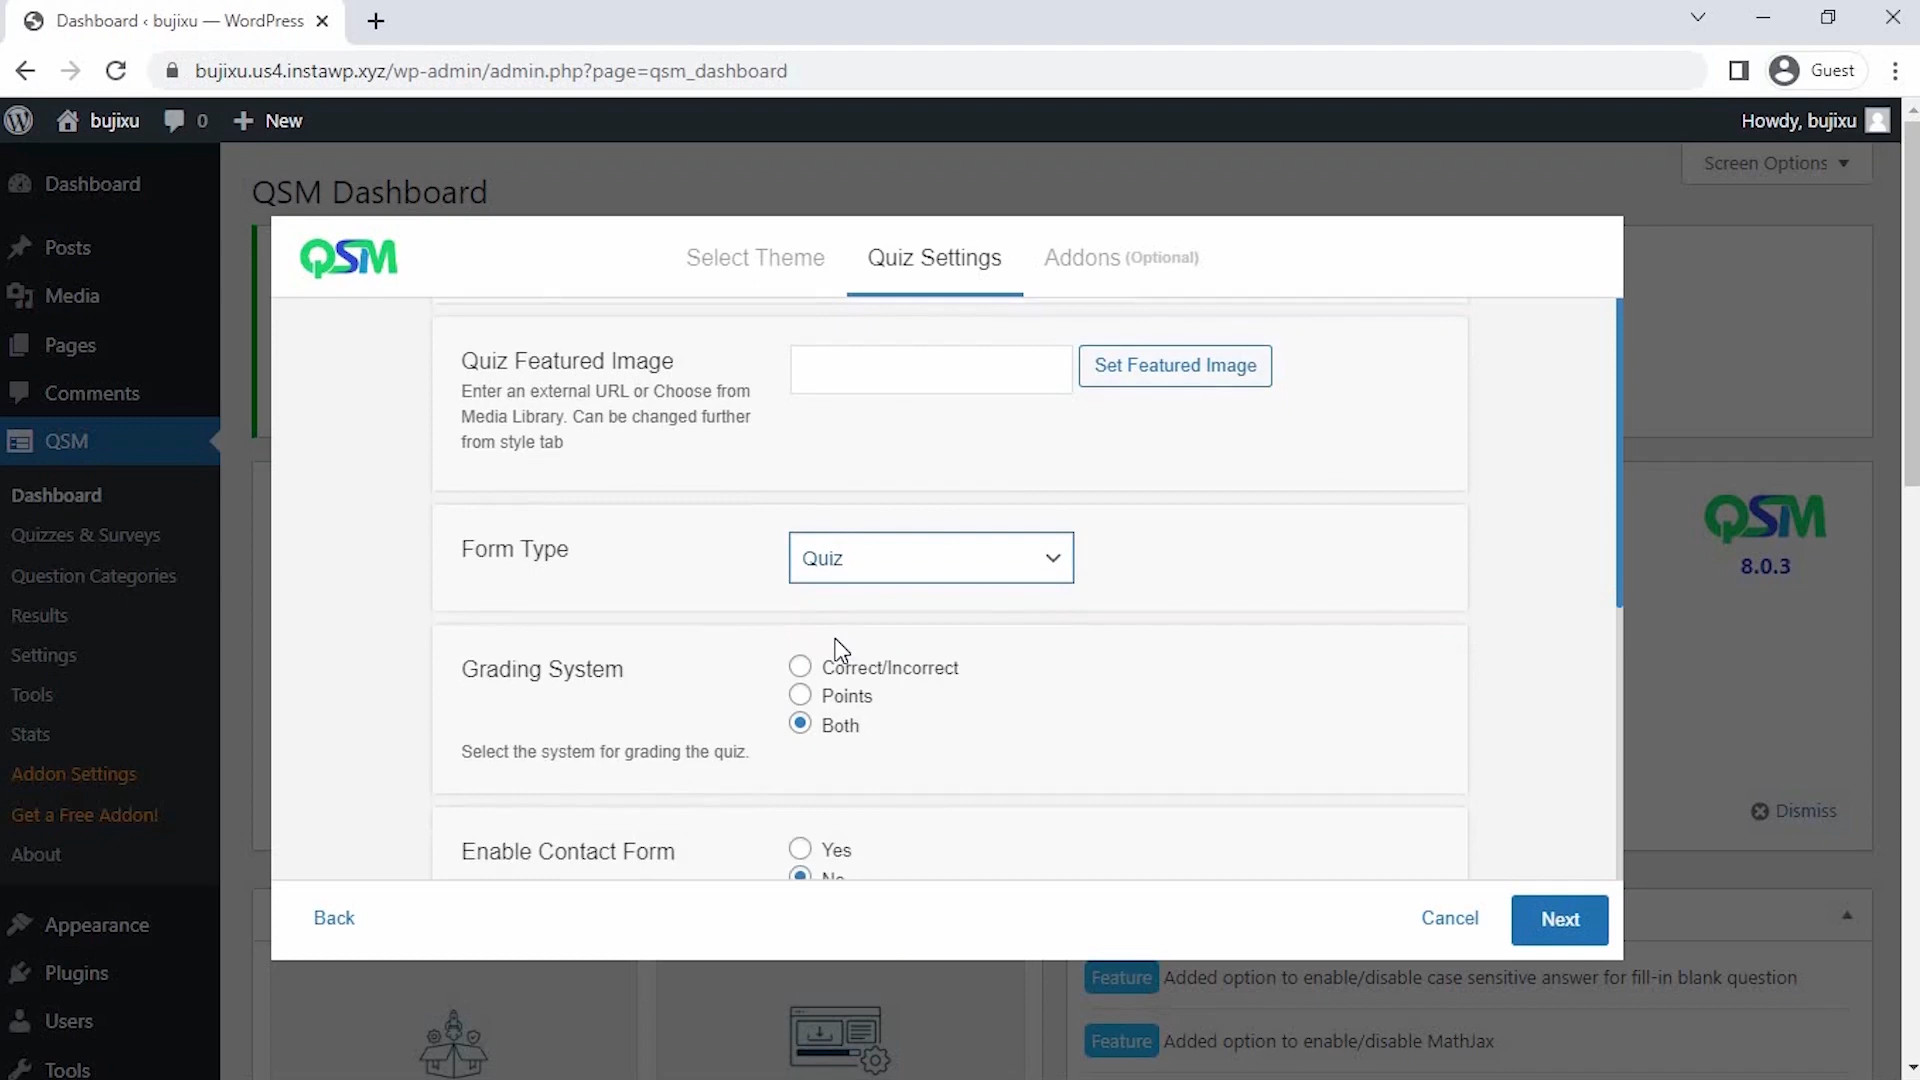 Dashboard ‹ bujixu — WordPress
bujixu.us4.instawp.xyz/wp-admin/admin.php?page=qsm_dashboard
Guest
bujixu
0
New
Howdy, bujixu
Screen Options
Dashboard
Posts
Media
Pages
Comments
QSM
Dashboard
Quizzes & Surveys
Question Categories
Results
Settings
Tools
Stats
Addon Settings
Get a Free Addon!
About
Appearance
Plugins
Users
Tools
QSM Dashboard
QSM
Select Theme
Quiz Settings
Addons (Optional)
Quiz Featured Image
Enter an external URL or Choose from
Media Library. Can be changed further
from style tab
Set Featured Image
Form Type
Quiz
Grading System
Select the system for grading the quiz.
Correct/Incorrect
Points
Both
Enable Contact Form
Yes
No
Back
Cancel
Next
QSM
8.0.3
Dismiss
Feature Added option to enable/disable case sensitive answer for fill-in blank question
Feature Added option to enable/disable MathJax